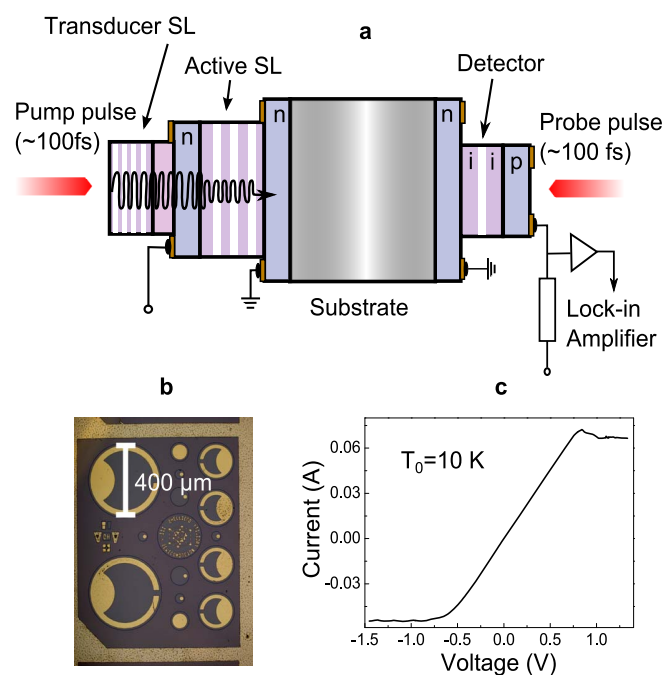 a
Transducer SL
Active SL
Detector
Pump pulse
(~100fs)
n
n
n
i
i
p
Probe pulse
(~100 fs)
Substrate
Lock-in
Amplifier
b
c
400 µm
T0=10 K
Current (A)
0.06
0.03
0.00
-0.03
-1.5
-1.0
-0.5
0.0
0.5
1.0
Voltage (V)